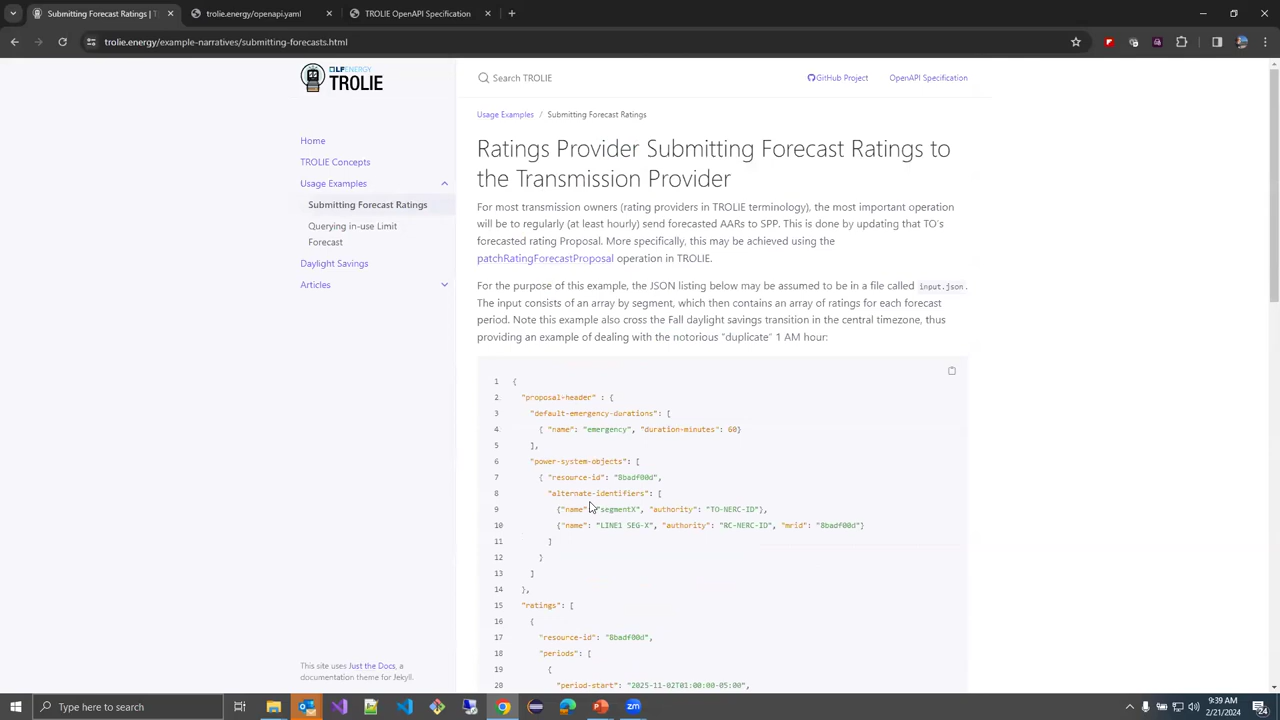 Submitting Forecast Ratings | T
trolie.energy/openapi.yaml
TROLIE OpenAPI Specification
trolie.energy/example-narratives/submitting-forecast.html
LFENERGY
TROLIE
Search TROLIE
GitHub Project
OpenAPI Specification
Home
TROLIE Concepts
Usage Examples
Submitting Forecast Ratings
Querying in-use Limit
Forecast
Daylight Savings
Articles
This site uses Just the Docs, a
documentation theme for Jekyll.
Usage Examples / Submitting Forecast Ratings
Ratings Provider Submitting Forecast Ratings to
the Transmission Provider
For most transmission owners (rating providers in TROLIE terminology), the most important operation
will be to regularly (at least hourly) send forecasted AARs to SPP. This is done by updating that TO's
forecasted rating Proposal. More specifically, this may be achieved using the
patchRatingForecastProposal operation in TROLIE.
For the purpose of this example, the JSON listing below may be assumed to be in a file called input.json.
The input consists of an array by segment, which then contains an array of ratings for each forecast
period. Note this example also cross the Fall daylight savings transition in the central timezone, thus
providing an example of dealing with the notorious "duplicate" 1 AM hour:
1 {
2 "proposal-header" : {
3 "default-emergency-durations": [
4 { "name": "emergency", "duration-minutes": 60}
5 ],
6 "power-system-objects": [
7 { "resource-id": "8badf00d",
8 "alternate-identifiers": [
9 {"name": "segmentX", "authority": "TO-NERC-ID"},
10 {"name": "LINE1 SEG-X", "authority": "RC-NERC-ID", "mrid": "8badf00d"}
11 ]
12 }
13 ]
14 },
15 "ratings": [
16 {
17 "resource-id": "8badf00d",
18 "periods": [
19 {
20 "period-start": "2025-11-02T01:00:00-05:00",
Type here to search
9:39 AM
2/21/2024